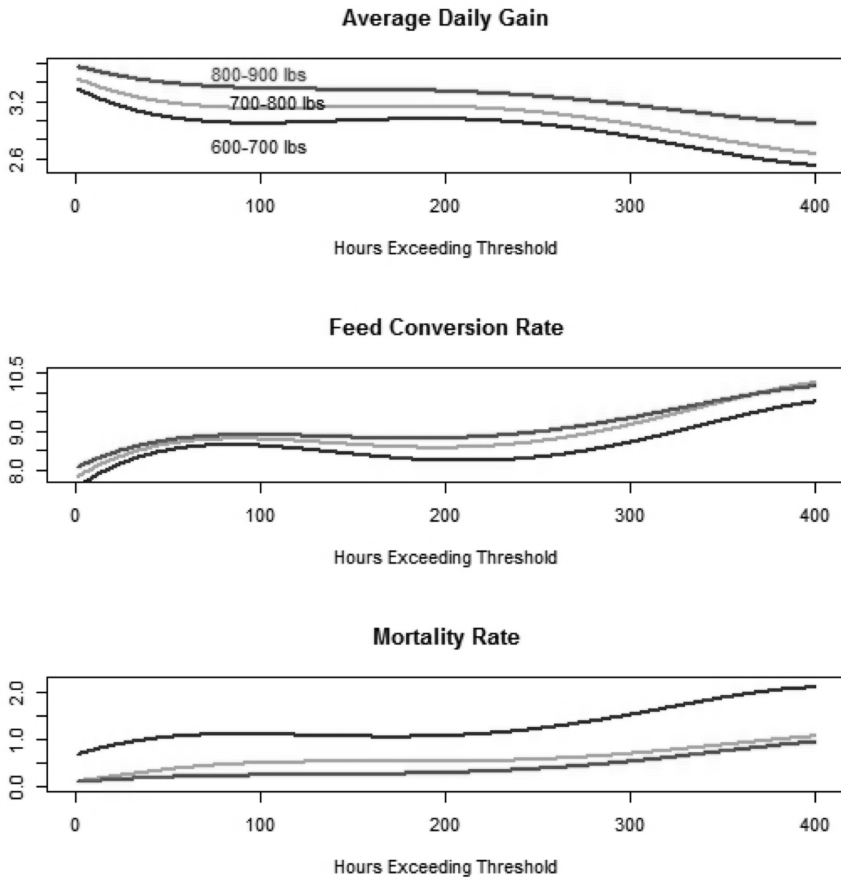 Average Daily Gain
800-900 lbs
700-800 lbs
600-700 lbs
3.2
2.6
0 100 200 300 400
Hours Exceeding Threshold
Feed Conversion Rate
10.5
9.0
8.0
0 100 200 300 400
Hours Exceeding Threshold
Mortality Rate
2.0
1.0
0.0
0 100 200 300 400
Hours Exceeding Threshold